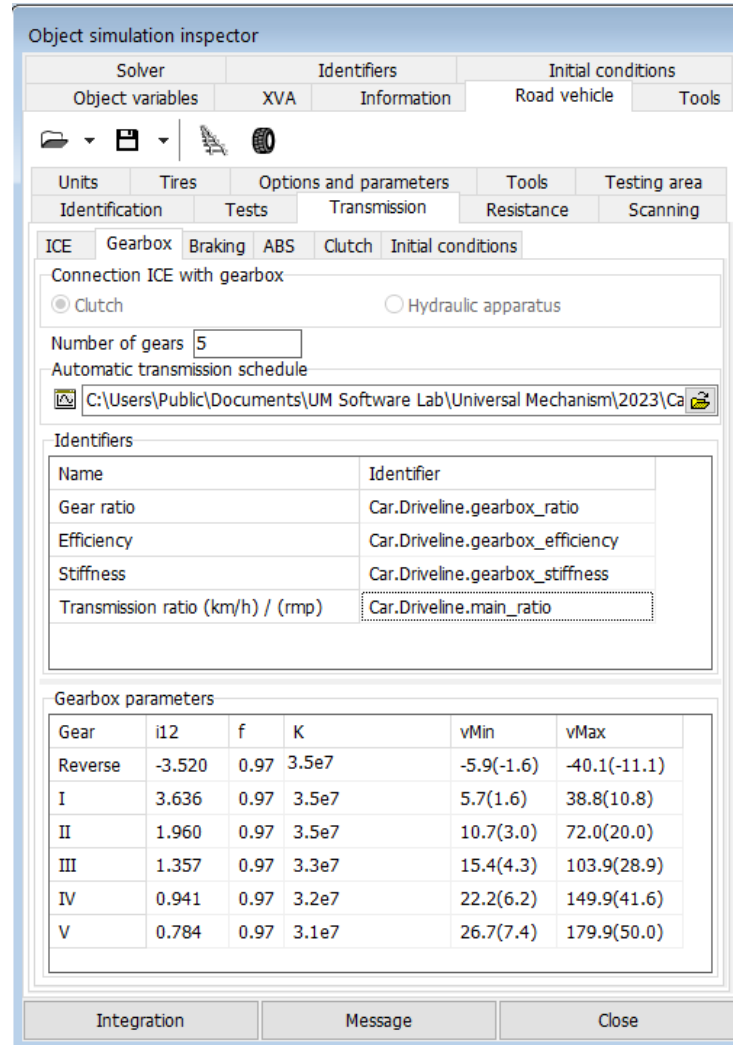 Object simulation inspector
Solver Identifiers Initial conditions
Object variables XVA Information Road vehicle Tools
Units Tires Options and parameters Tools Testing area
Identification Tests Transmission Resistance Scanning
ICE Gearbox Braking ABS Clutch Initial conditions
Connection ICE with gearbox
Clutch Hydraulic apparatus
Number of gears 5
Automatic transmission schedule
C:\Users\Public\Documents\UM Software Lab\Universal Mechanism\2023\Ca
Identifiers
Name Identifier
Gear ratio Car.Driveline.gearbox_ratio
Efficiency Car.Driveline.gearbox_efficiency
Stiffness Car.Driveline.gearbox_stiffness
Transmission ratio (km/h) / (rmp) Car.Driveline.main_ratio
Gearbox parameters
Gear i12 f K vMin vMax
Reverse -3.520 0.97 3.5e7 -5.9(-1.6) -40.1(-11.1)
I 3.636 0.97 3.5e7 5.7(1.6) 38.8(10.8)
II 1.960 0.97 3.5e7 10.7(3.0) 72.0(20.0)
III 1.357 0.97 3.3e7 15.4(4.3) 103.9(28.9)
IV 0.941 0.97 3.2e7 22.2(6.2) 149.9(41.6)
V 0.784 0.97 3.1e7 26.7(7.4) 179.9(50.0)
Integration Message Close